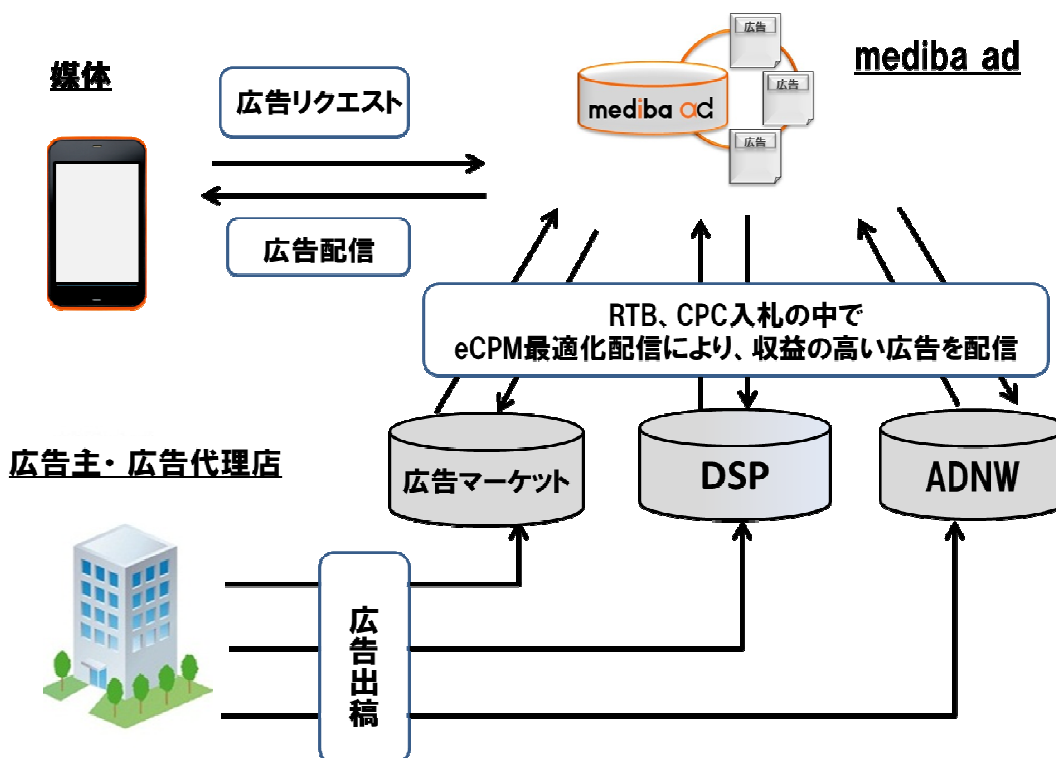 mediba ad
媒体
広告リクエスト
広告
広告
広告
mediba ad
広告配信
RTB、CPC入札の中で
eCPM最適化配信により、収益の高い広告を配信
広告主・広告代理店
広告マーケット
DSP
ADNW
広告出稿